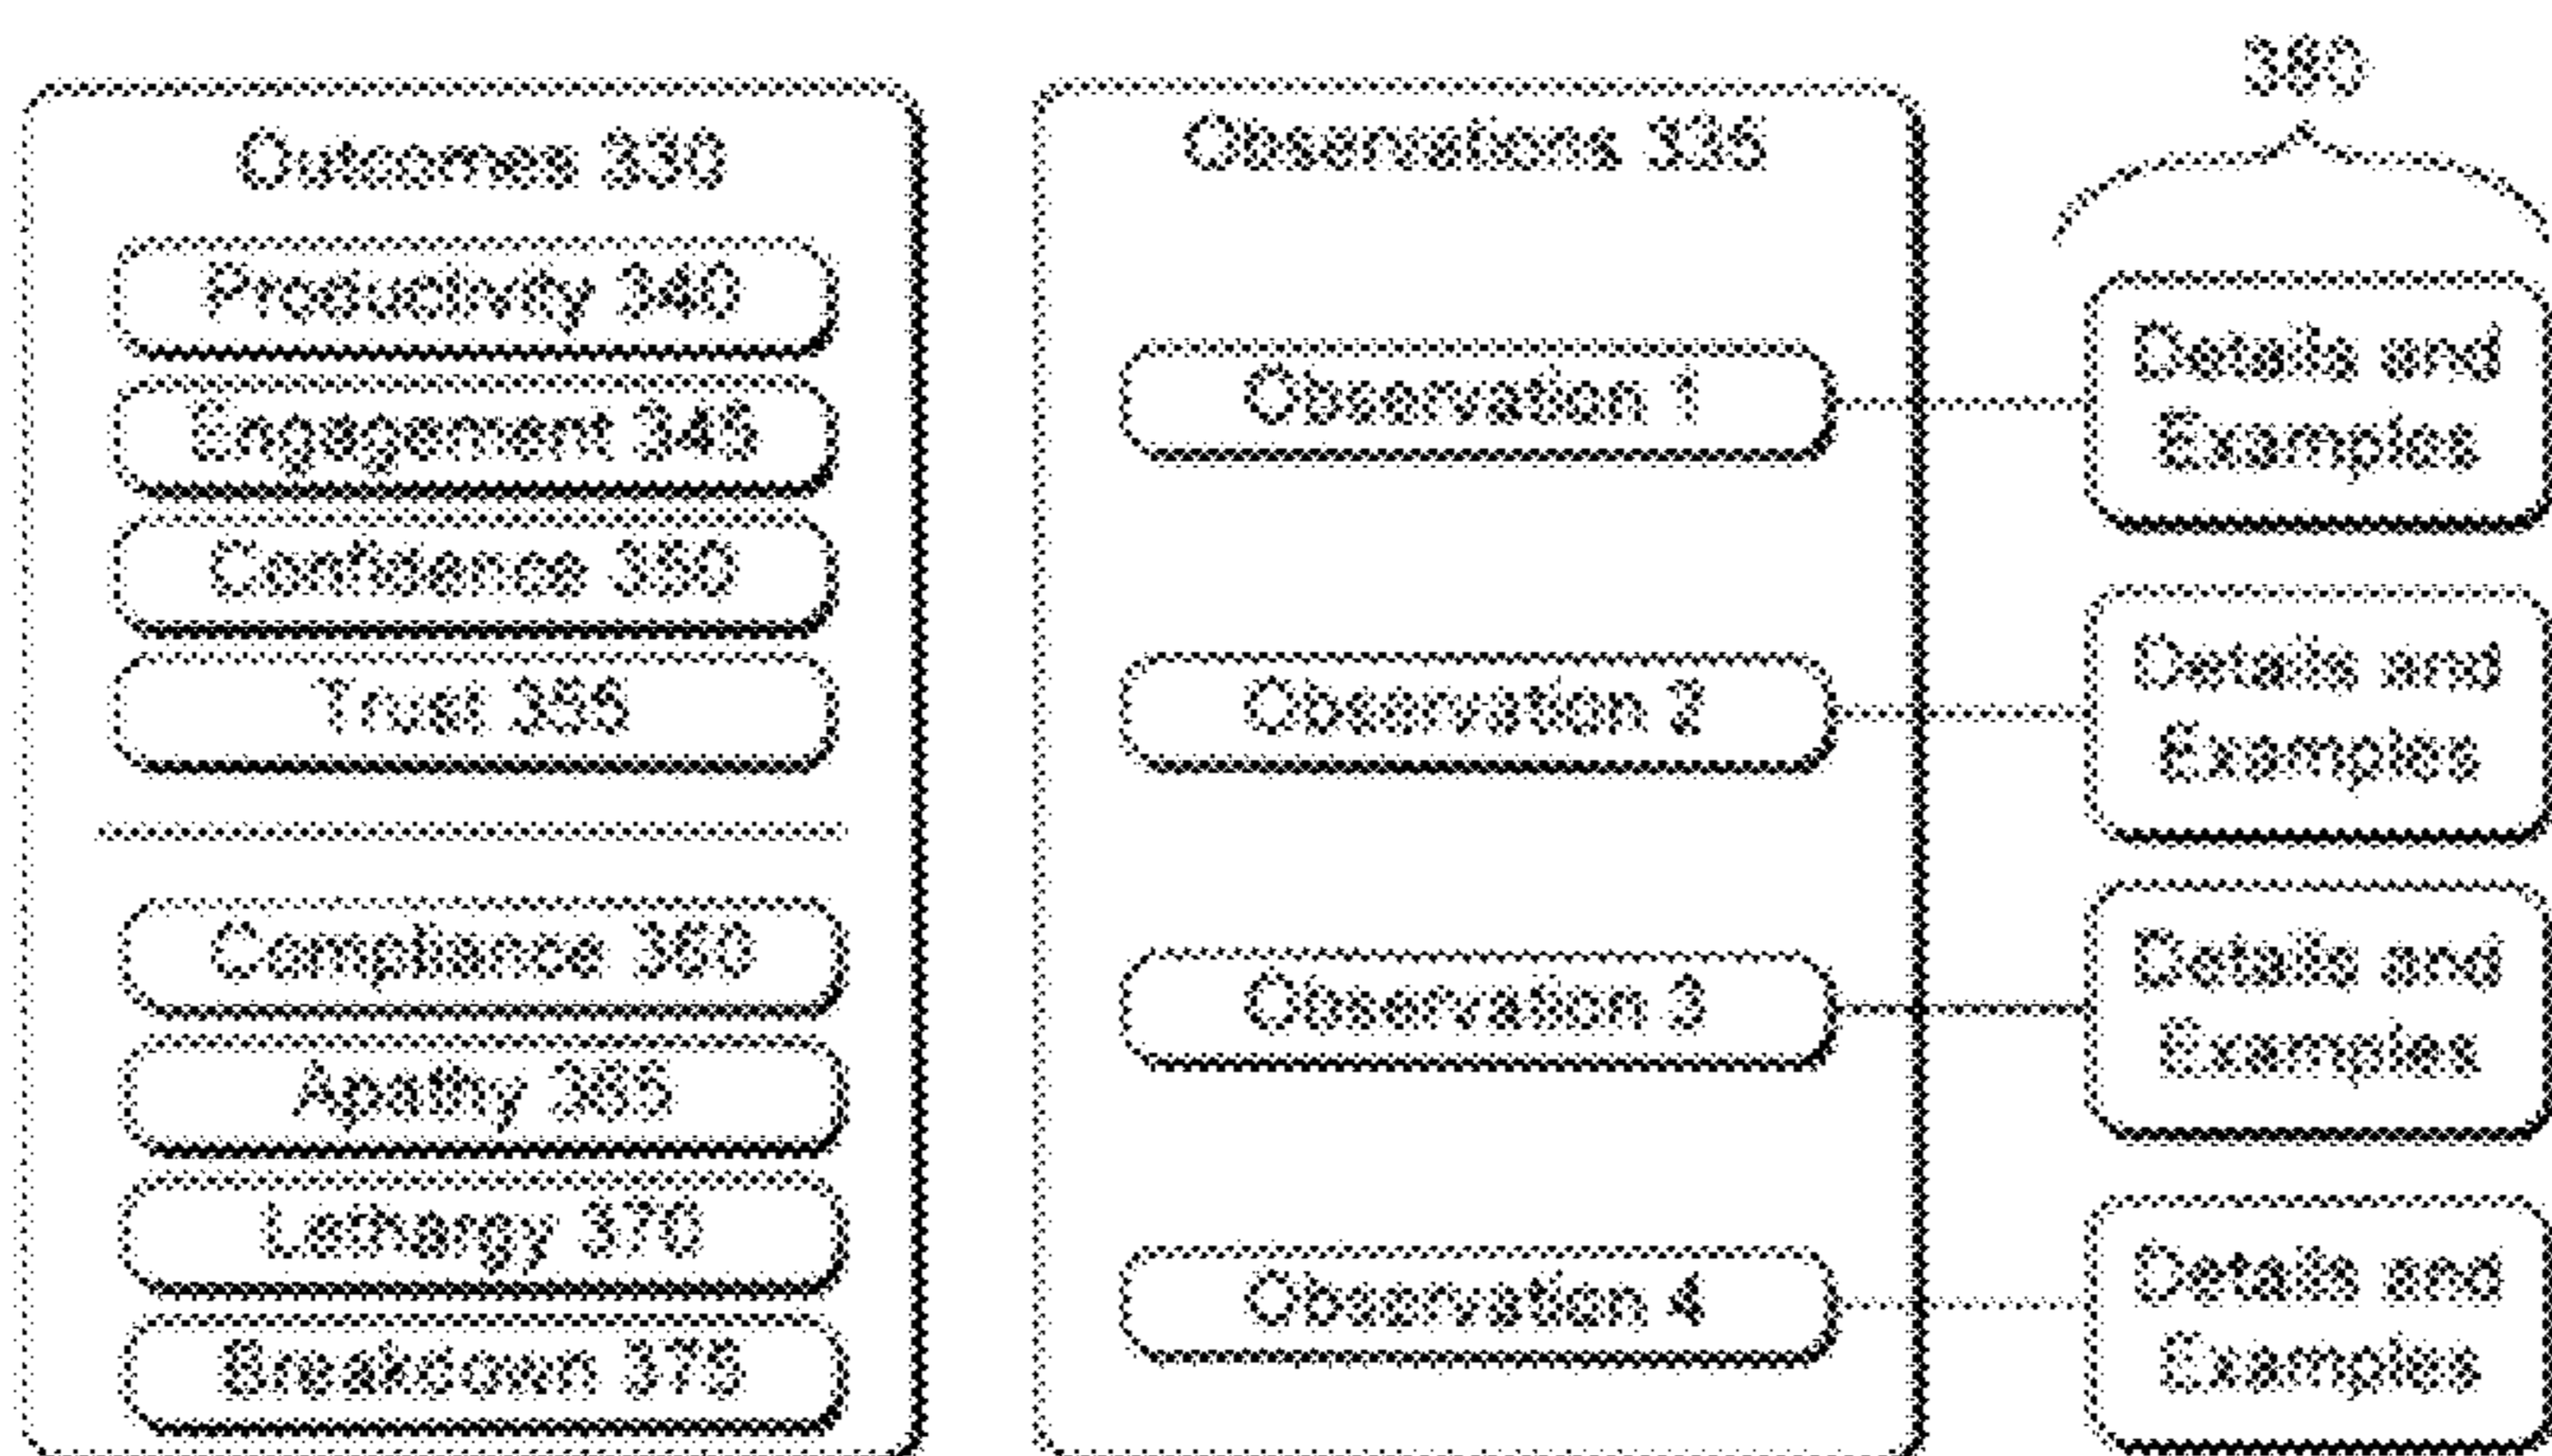 Outcomes 330
Productivity 340
Engagement 345
Confidence 350
Trust 355
Compliance 360
Apathy 365
Lethargy 370
Breakdown 375
Observations 335
Observation 1
Observation 2
Observation 3
Observation 4
380
Details and
Examples
Details and
Examples
Details and
Examples
Details and
Examples